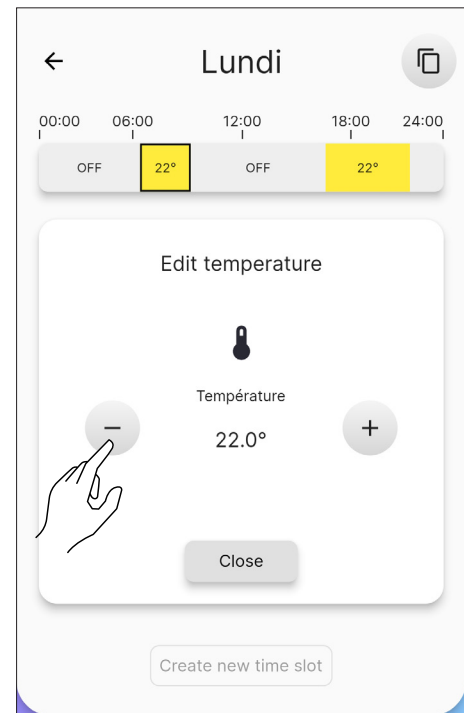 Lundi
00:00 06:00 12:00 18:00 24:00
OFF 22° OFF 22°
Edit temperature
Température
22.0°
Close
Create new time slot